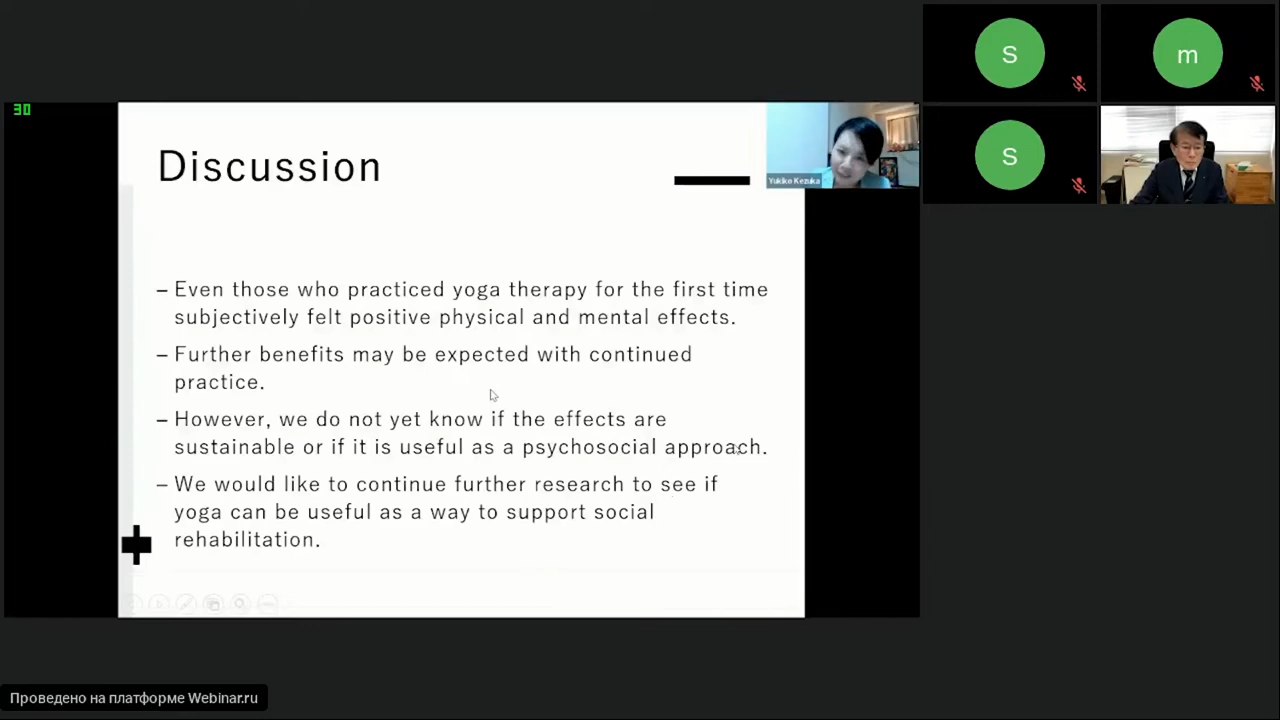 S
m
30
Discussion
Yukiko Kezuka
S
– Even those who practiced yoga therapy for the first time
subjectively felt positive physical and mental effects.
– Further benefits may be expected with continued
practice.
– However, we do not yet know if the effects are
sustainable or if it is useful as a psychosocial approach.
– We would like to continue further research to see if
yoga can be useful as a way to support social
rehabilitation.
Проведено на платформе Webinar.ru